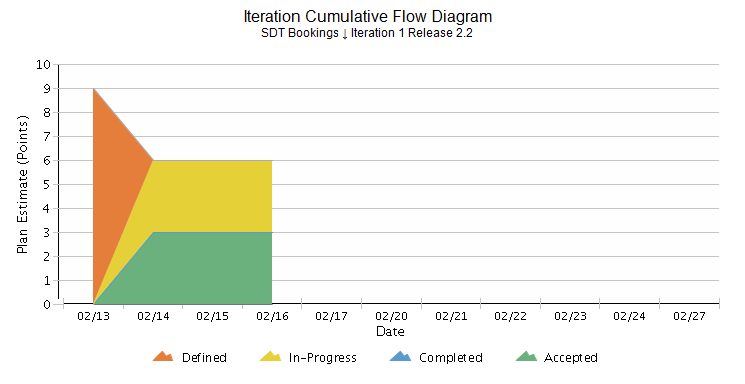 Iteration Cumulative Flow Diagram
SDT Bookings ↓ Iteration 1 Release 2.2
Plan Estimate (Points)
10
9
8
7
6
5
4
3
2
1
0
02/13 02/14 02/15 02/16 02/17 02/20 02/21 02/22 02/23 02/24 02/27
Date
Defined In-Progress Completed Accepted